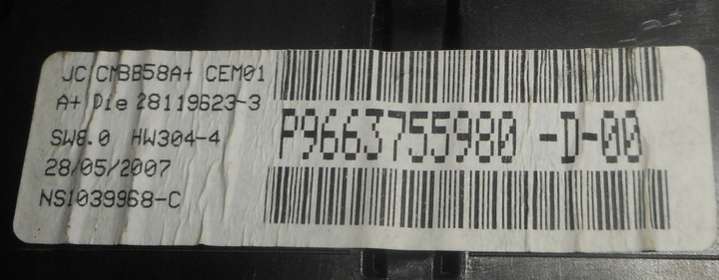 JC CMBB58A+ CEM01
A+ Die 28119623-3
SW8.0 HW304-4
28/05/2007
NS1039968-C
P9663755980 -D-00